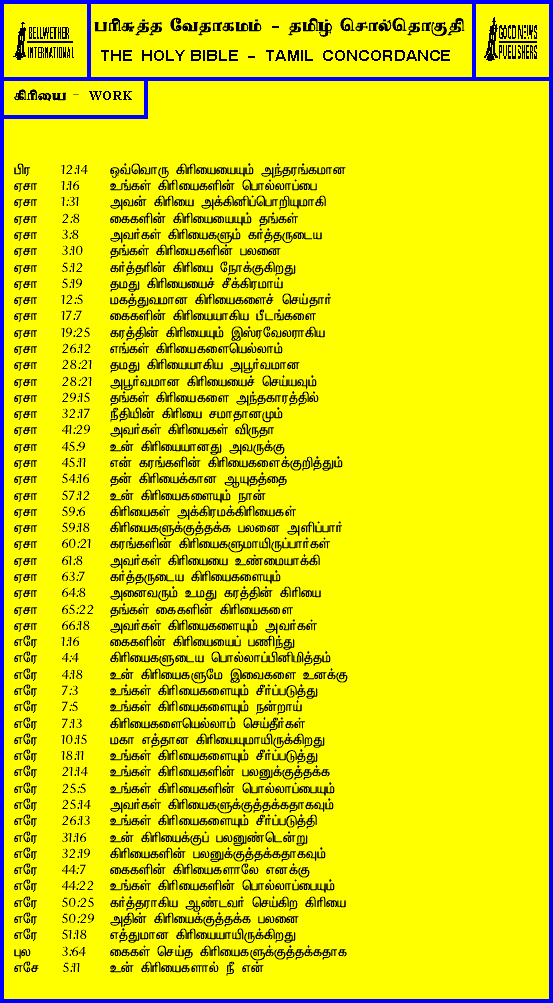 BELLWETHER
INTERNATIONAL
பரிசுத்த வேதாகமம் - தமிழ் சொல்தொகுதி
THE HOLY BIBLE - TAMIL CONCORDANCE
GOOD NEWS
PUBLISHERS
கிரியை - WORK
பிர 12:14 ஒவ்வொரு கிரியையையும் அந்தரங்கமான
ஏசா 1:16 உங்கள் கிரியைகளின் பொல்லாப்பை
ஏசா 1:31 அவன் கிரியை அக்கினிப்பொறியுமாகி
ஏசா 2:8 கைகளின் கிரியையையும் தங்கள்
ஏசா 3:8 அவர்கள் கிரியைகளும் கர்த்தருடைய
ஏசா 3:10 தங்கள் கிரியைகளின் பலனை
ஏசா 5:12 கர்த்தரின் கிரியை நோக்குகிறது
ஏசா 5:19 தமது கிரியையைச் சீக்கிரமாய்
ஏசா 12:5 மகத்துவமான கிரியைகளைச் செய்தார்
ஏசா 17:7 கைகளின் கிரியையாகிய பீடங்களை
ஏசா 19:25 கரத்தின் கிரியையும் இஸ்ரவேலராகிய
ஏசா 26:12 எங்கள் கிரியைகளையெல்லாம்
ஏசா 28:21 தமது கிரியையாகிய அபூர்வமான
ஏசா 28:21 அபூர்வமான கிரியையைச் செய்யவும்
ஏசா 29:15 தங்கள் கிரியைகளை அந்தகாரத்தில்
ஏசா 32:17 நீதியின் கிரியை சமாதானமும்
ஏசா 41:29 அவர்கள் கிரியைகள் விருதா
ஏசா 45:9 உன் கிரியையானது அவருக்கு
ஏசா 45:11 என் கரங்களின் கிரியைகளைக்குறித்தும்
ஏசா 54:16 தன் கிரியைக்கான ஆயுதத்தை
ஏசா 57:12 உன் கிரியைகளையும் நான்
ஏசா 59:6 கிரியைகள் அக்கிரமக்கிரியைகள்
ஏசா 59:18 கிரியைகளுக்குத்தக்க பலனை அளிப்பார்
ஏசா 60:21 கரங்களின் கிரியைகளுமாயிருப்பார்கள்
ஏசா 61:8 அவர்கள் கிரியையை உண்மையாக்கி
ஏசா 63:7 கர்த்தருடைய கிரியைகளையும்
ஏசா 64:8 அனைவரும் உமது கரத்தின் கிரியை
ஏசா 65:22 தங்கள் கைகளின் கிரியைகளை
ஏசா 66:18 அவர்கள் கிரியைகளையும் அவர்கள்
எரே 1:16 கைகளின் கிரியையைப் பணிந்து
எரே 4:4 கிரியைகளுடைய பொல்லாப்பினிமித்தம்
எரே 4:18 உன் கிரியைகளுமே இவைகளை உனக்கு
எரே 7:3 உங்கள் கிரியைகளையும் சீர்ப்படுத்து
எரே 7:5 உங்கள் கிரியைகளையும் நன்றாய்
எரே 7:13 கிரியைகளையெல்லாம் செய்தீர்கள்
எரே 10:15 மகா எத்தான கிரியையுமாயிருக்கிறது
எரே 18:11 உங்கள் கிரியைகளையும் சீர்ப்படுத்து
எரே 21:14 உங்கள் கிரியைகளின் பலனுக்குத்தக்க
எரே 25:5 உங்கள் கிரியைகளின் பொல்லாப்பையும்
எரே 25:14 அவர்கள் கிரியைகளுக்குத்தக்கதாகவும்
எரே 26:13 உங்கள் கிரியைகளையும் சீர்ப்படுத்தி
எரே 31:16 உன் கிரியைக்குப் பலனுண்டென்று
எரே 32:19 கிரியைகளின் பலனுக்குத்தக்கதாகவும்
எரே 44:7 கைகளின் கிரியைகளாலே எனக்கு
எரே 44:22 உங்கள் கிரியைகளின் பொல்லாப்பையும்
எரே 50:25 கர்த்தராகிய ஆண்டவர் செய்கிற கிரியை
எரே 50:29 அதின் கிரியைக்குத்தக்க பலனை
எரே 51:18 எத்துமான கிரியையாயிருக்கிறது
புல 3:64 கைகள் செய்த கிரியைகளுக்குத்தக்கதாக
எசே 5:11 உன் கிரியைகளால் நீ என்